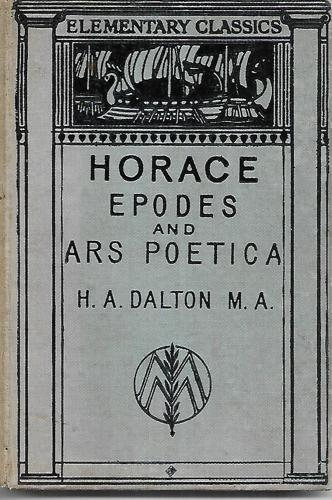 ELEMENTARY CLASSICS
HORACE
EPODES
AND
ARS POETICA
H. A. DALTON M. A.